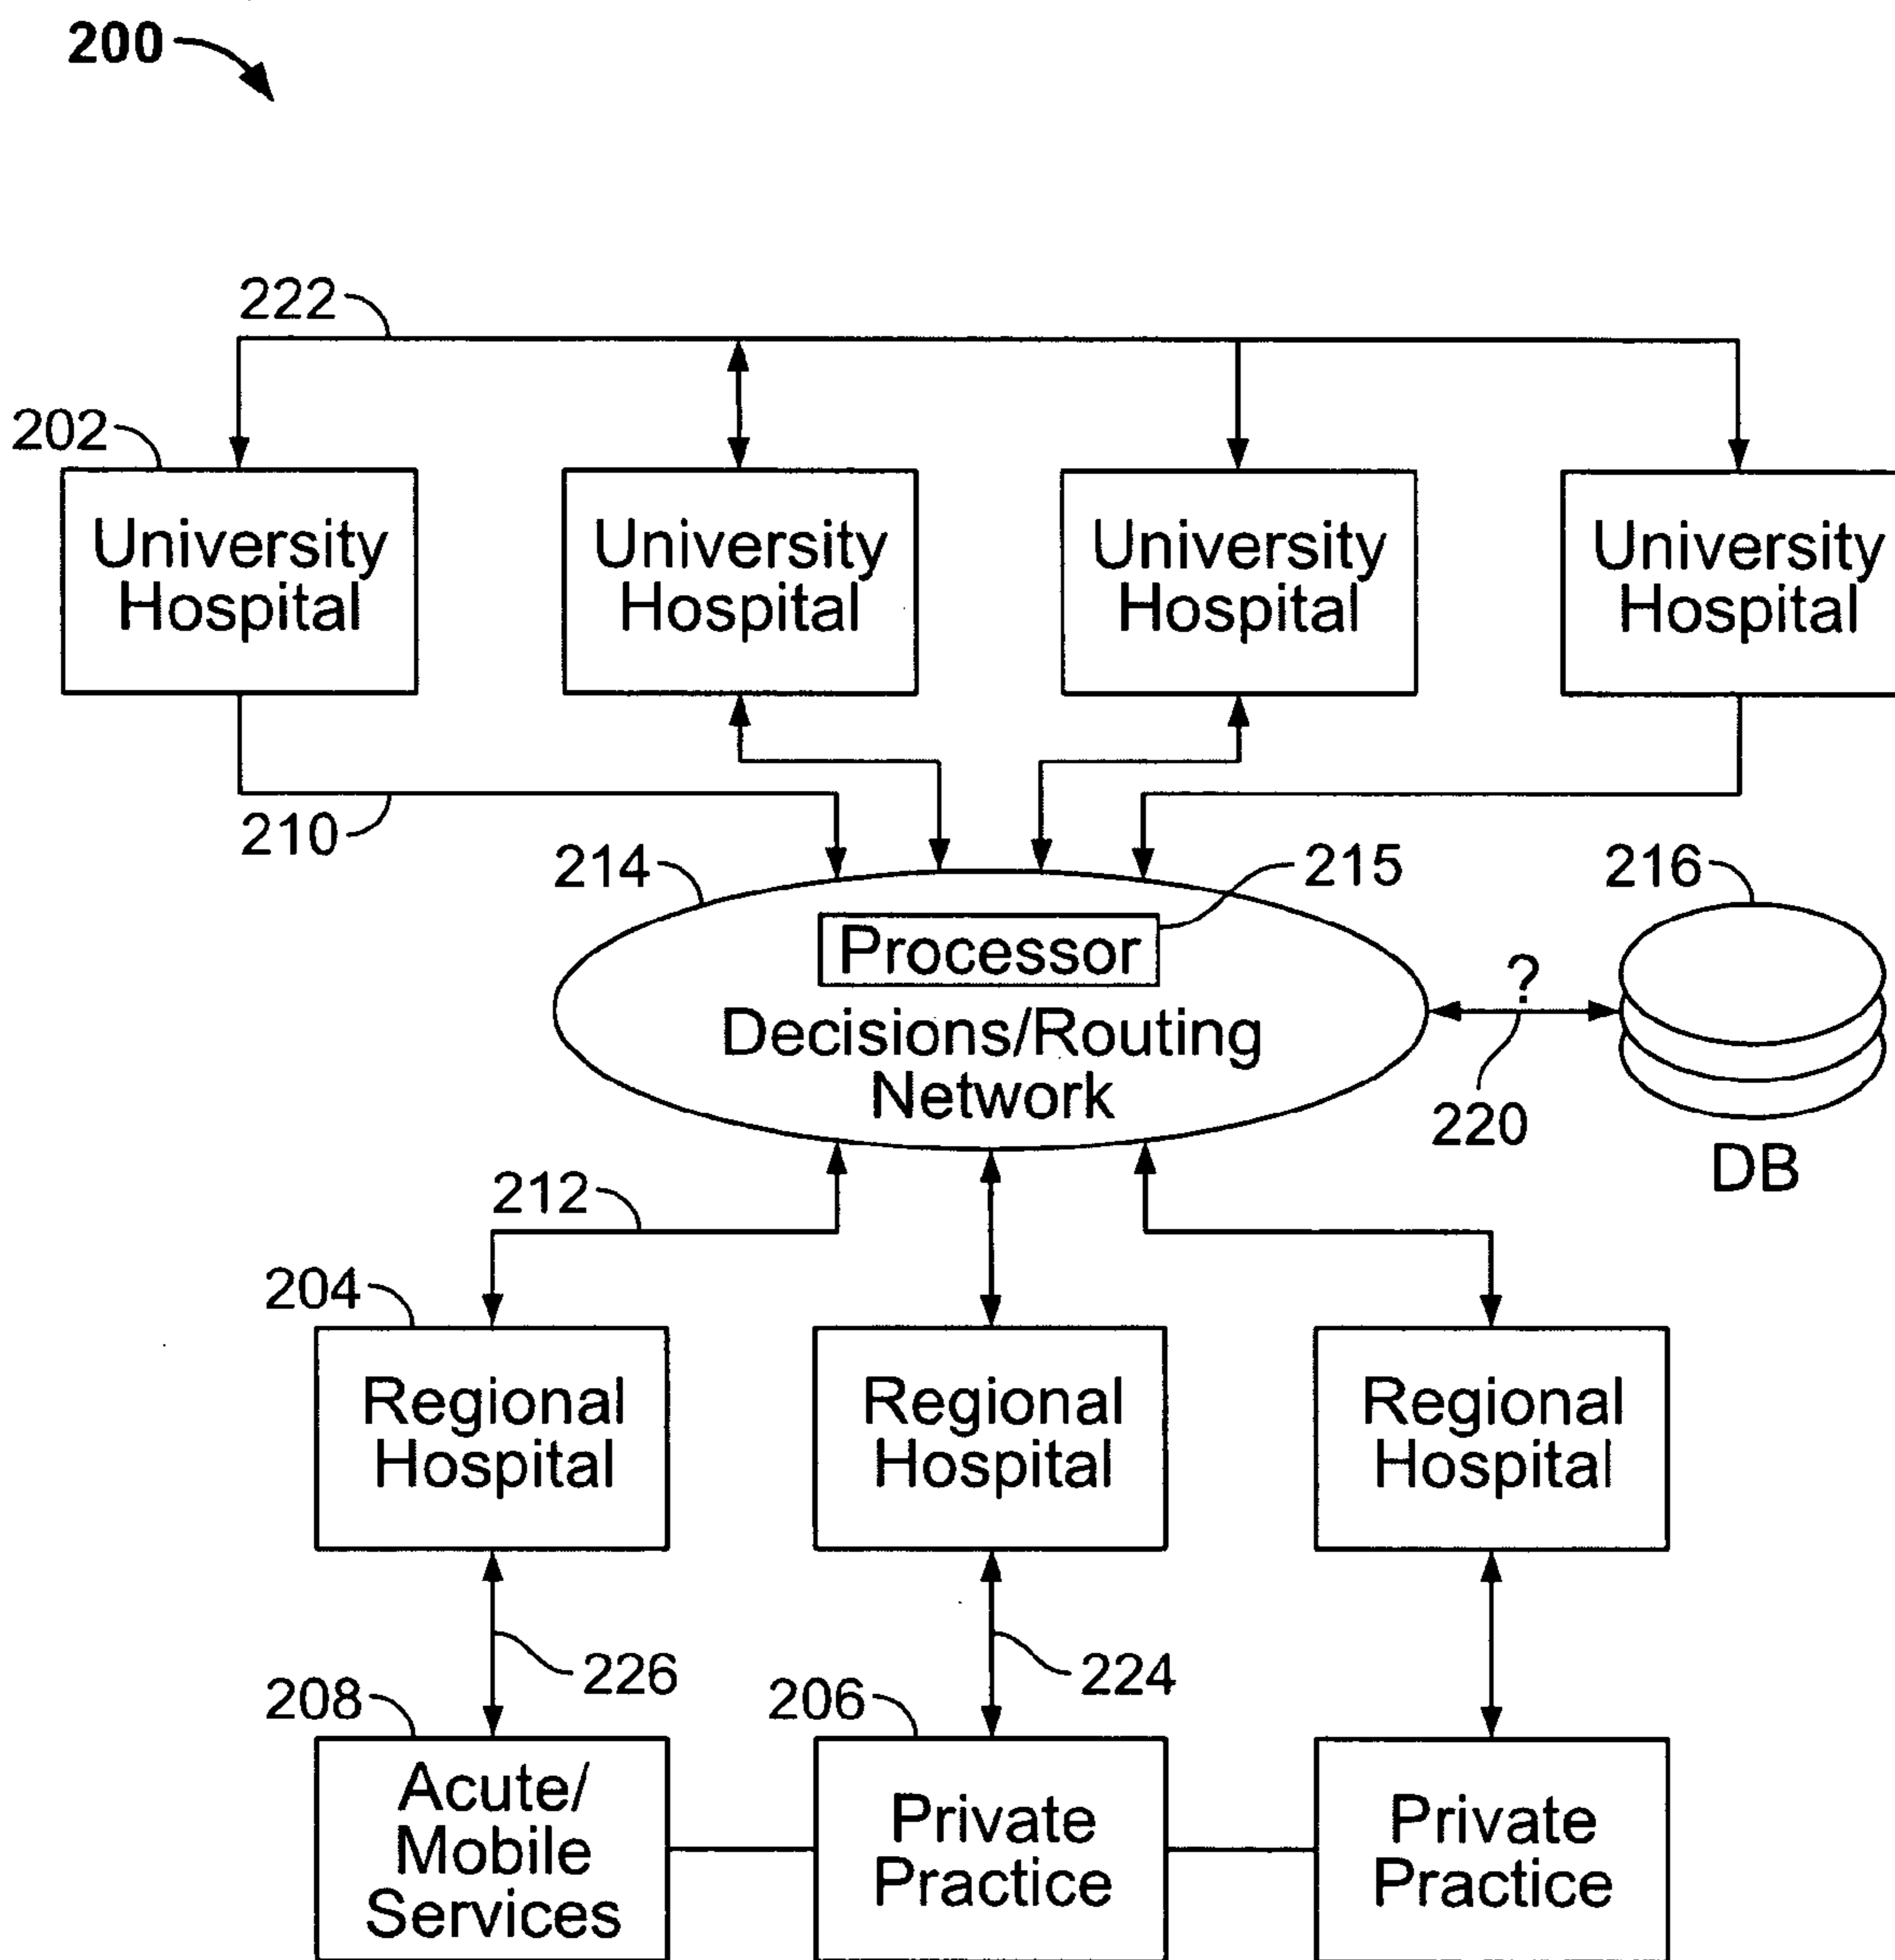 200
222
202
University
Hospital
University
Hospital
University
Hospital
University
Hospital
210
214
215
216
Processor
Decisions/Routing
Network
?
220
DB
212
204
Regional
Hospital
Regional
Hospital
Regional
Hospital
226
224
208
206
Acute/
Mobile
Services
Private
Practice
Private
Practice